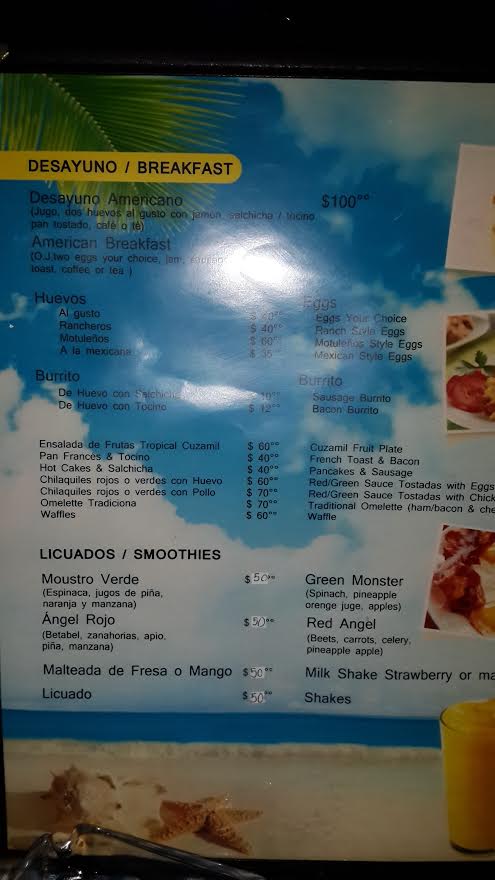 DESAYUNO / BREAKFAST
Desayuno Americano $100°°
(Jugo, dos huevos al gusto con jamon, salchicha / tocino
pan tostado, café o té)
American Breakfast
(O.J,two eggs your choice, jam,
toast, coffee or tea )
Huevos Eggs
Al gusto Eggs Your Choice
Rancheros $ 40°° Ranch Style Eggs
Motuleños $ 60°° Motuleños Style Eggs
A la mexicana $ 35°° Mexican Style Eggs
Burrito Burrito
De Huevo con Salchicha Sausage Burrito
De Huevo con Tocino $ 12°° Bacon Burrito
Ensalada de Frutas Tropical Cuzamil $ 60°° Cuzamil Fruit Plate
Pan Francés & Tocino $ 40°° French Toast & Bacon
Hot Cakes & Salchicha $ 40°° Pancakes & Sausage
Chilaquiles rojos o verdes con Huevo $ 60°° Red/Green Sauce Tostadas with Eggs
Chilaquiles rojos o verdes con Pollo $ 70°° Red/Green Sauce Tostadas with Chick
Omelette Tradiciona $ 70°° Traditional Omelette (ham/bacon & che
Waffles $ 60°° Waffle
LICUADOS / SMOOTHIES
Moustro Verde $ 50°° Green Monster
(Espinaca, jugos de piña, (Spinach, pineapple
naranja y manzana) orenge juge, apples)
Ángel Rojo $ 50°° Red Angel
(Betabel, zanahorias, apio, (Beets, carrots, celery,
piña, manzana) pineapple apple)
Malteada de Fresa o Mango $ 50°° Milk Shake Strawberry or ma
Licuado $ 50°° Shakes